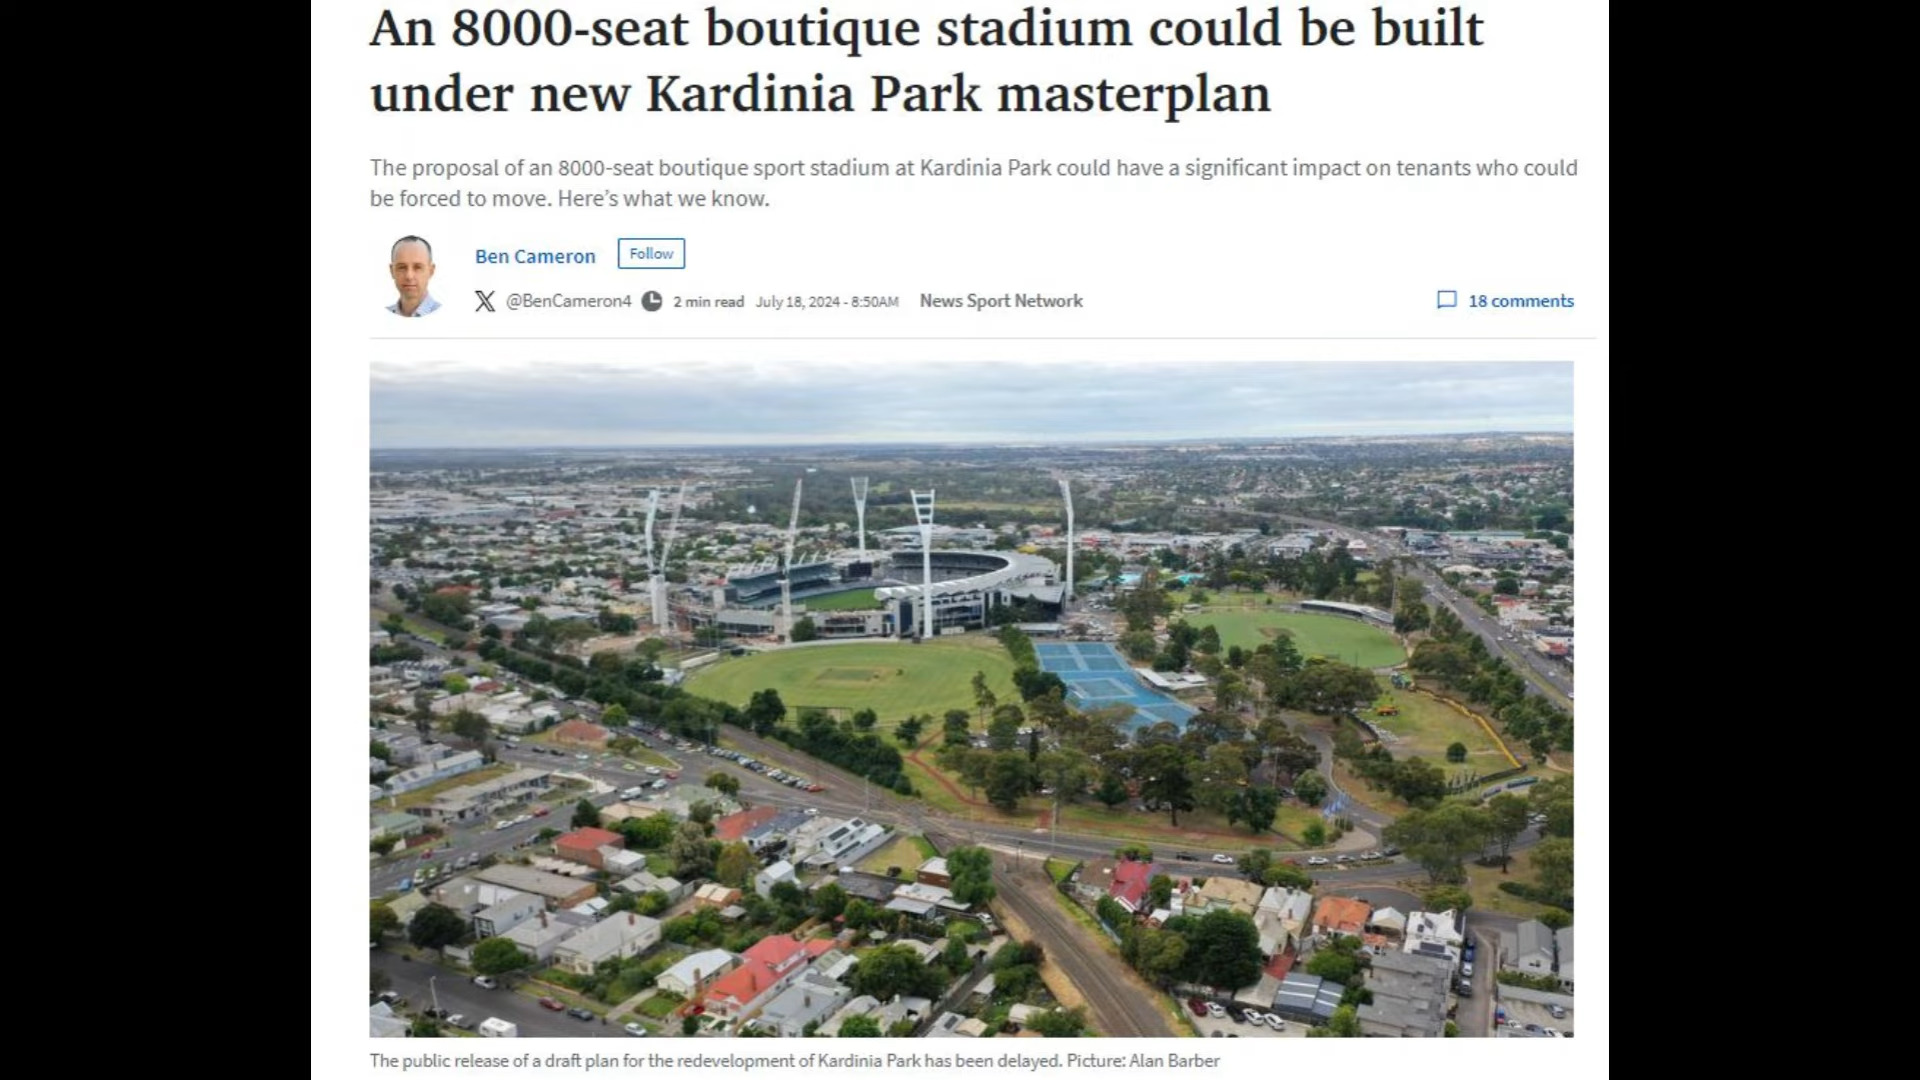 An 8000-seat boutique stadium could be built
under new Kardinia Park masterplan
The proposal of an 8000-seat boutique sport stadium at Kardinia Park could have a significant impact on tenants who could
be forced to move. Here’s what we know.
Ben Cameron Follow
@BenCameron4 2 min read July 18, 2024 - 8:50AM News Sport Network 18 comments
The public release of a draft plan for the redevelopment of Kardinia Park has been delayed. Picture: Alan Barber